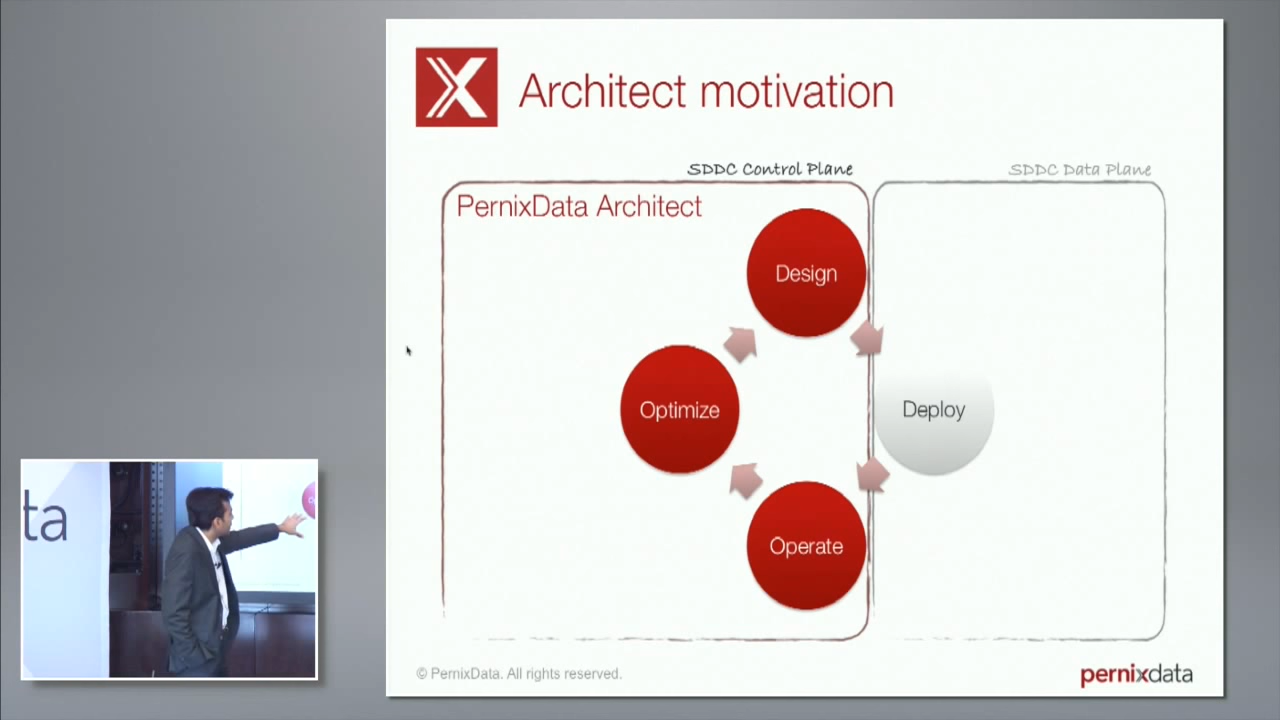 Architect motivation
SDDC Control Plane
SDDC Data Plane
PernixData Architect
Design
Optimize
Deploy
Operate
ta
© PernixData. All rights reserved.
pernixdata